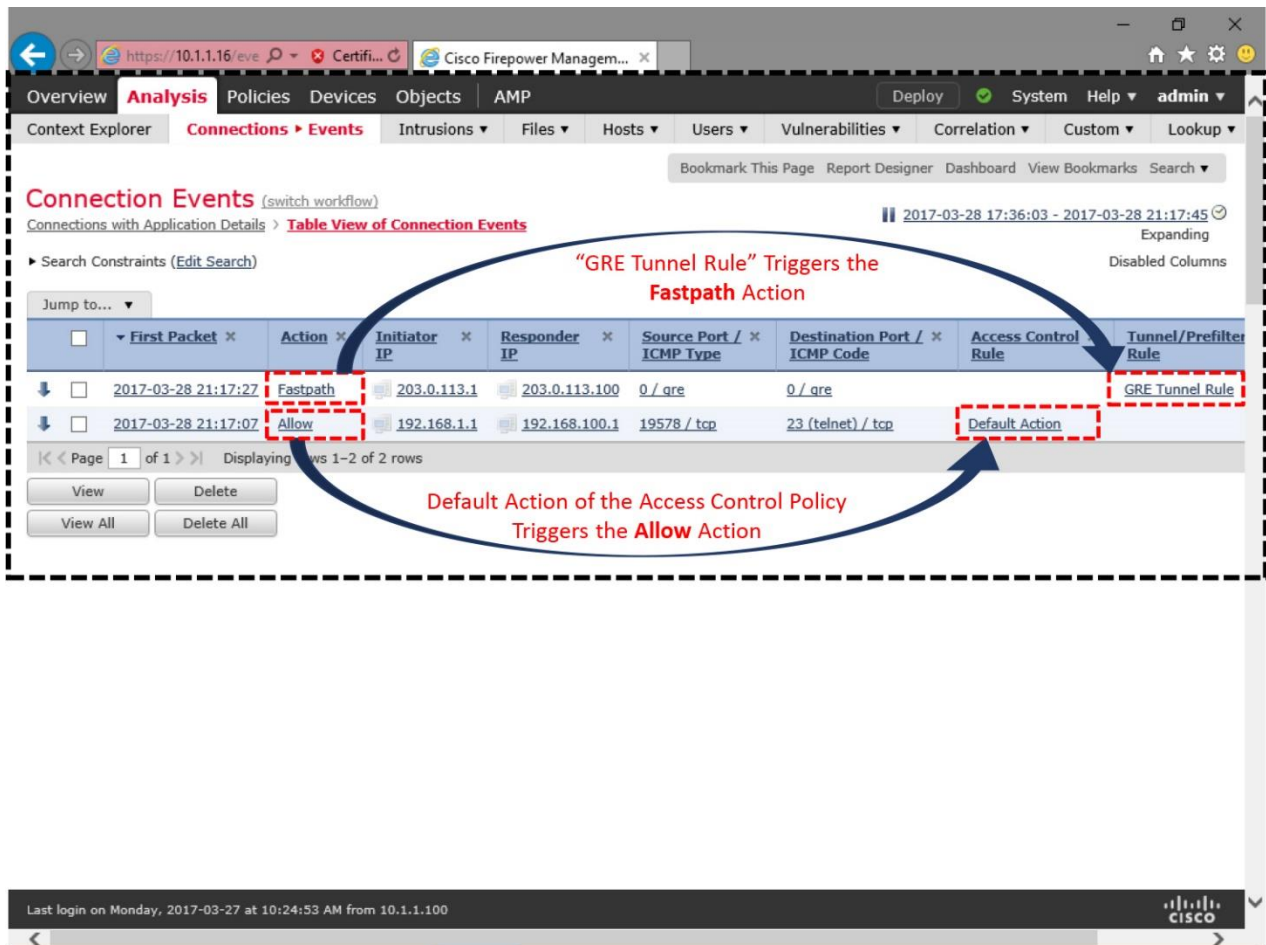 https://10.1.1.16/eve Certifi... Cisco Firepower Managem...
Overview Analysis Policies Devices Objects AMP Deploy System Help admin
Context Explorer Connections Events Intrusions Files Hosts Users Vulnerabilities Correlation Custom Lookup
Bookmark This Page Report Designer Dashboard View Bookmarks Search
Connection Events (switch workflow)
Connections with Application Details > Table View of Connection Events
2017-03-28 17:36:03 - 2017-03-28 21:17:45
Expanding
Search Constraints (Edit Search)
Disabled Columns
"GRE Tunnel Rule" Triggers the
Fastpath Action
Jump to...
First Packet Action Initiator IP Responder IP Source Port / ICMP Type Destination Port / ICMP Code Access Control Rule Tunnel/Prefilter Rule
2017-03-28 21:17:27 Fastpath 203.0.113.1 203.0.113.100 0 / gre 0 / gre GRE Tunnel Rule
2017-03-28 21:17:07 Allow 192.168.1.1 192.168.100.1 19578 / tcp 23 (telnet) / tcp Default Action
Page 1 of 1 Displaying 1–2 of 2 rows
View Delete
View All Delete All
Default Action of the Access Control Policy
Triggers the Allow Action
Last login on Monday, 2017-03-27 at 10:24:53 AM from 10.1.1.100
CISCO